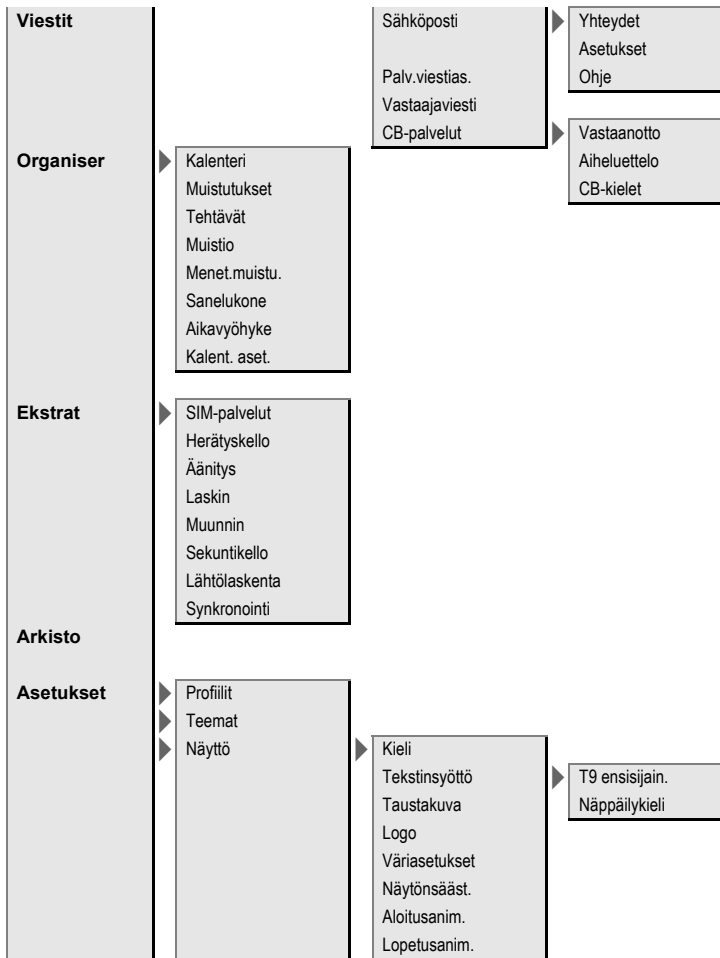 Viestit
Sähköposti
Yhteydet
Asetukset
Palv.viestias.
Ohje
Vastaajaviesti
CB-palvelut
Vastaanotto
Organiser
Kalenteri
Aiheluettelo
Muistutukset
CB-kielet
Tehtävät
Muistio
Menet.muistu.
Sanelukone
Aikavyöhyke
Kalent. aset.
Ekstrat
SIM-palvelut
Herätyskello
Äänitys
Laskin
Muunnin
Sekuntikello
Lähtölaskenta
Synkronointi
Arkisto
Asetukset
Profiilit
Teemat
Näyttö
Kieli
Tekstinsyöttö
T9 ensisijain.
Taustakuva
Näppäilykieli
Logo
Väriasetukset
Näytönsääst.
Aloitusanim.
Lopetusanim.